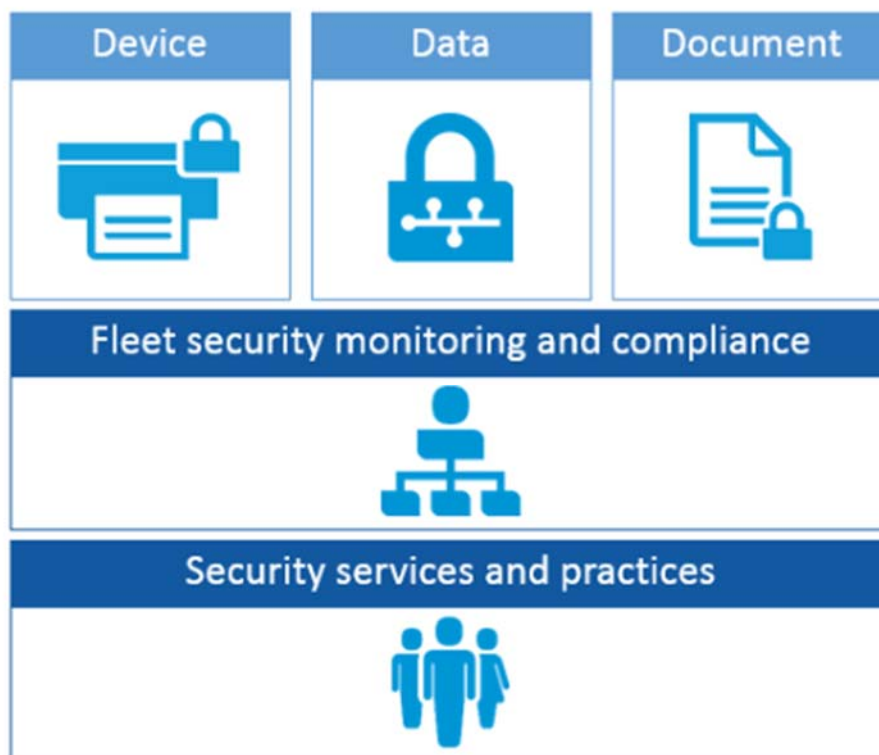 Device
Data
Document
Fleet security monitoring and compliance
Security services and practices